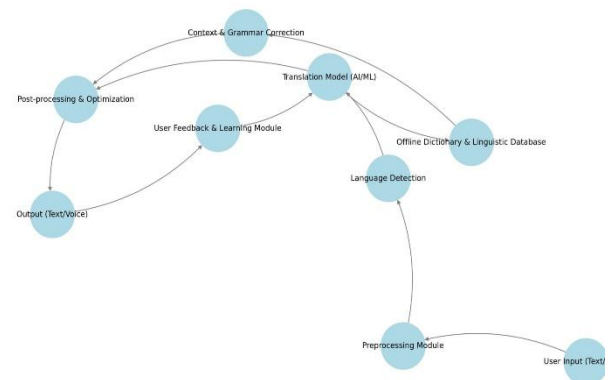 Context & Grammar Correction
Translation Model (AI/ML)
Post-processing & Optimization
User Feedback & Learning Module
Offline Dictionary & Linguistic Database
Language Detection
Output (Text/Voice)
Preprocessing Module
User Input (Text/